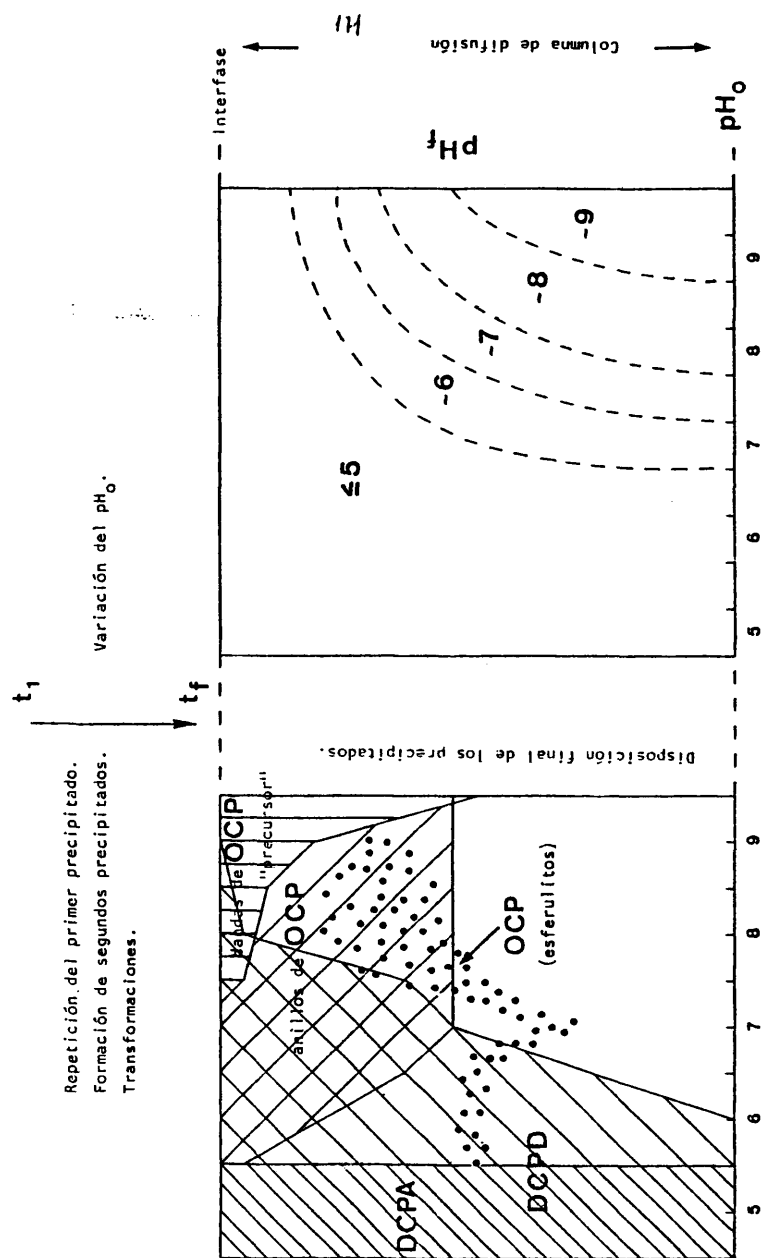 t1
tf
Repetición del primer precipitado.
Formación de segundos precipitados.
Transformaciones.
Variación del pHo.
Interfase
Columna de difusión
pHf
pHo
≤5
~6
~7
~8
~9
5 6 7 8 9
Disposición final de los precipitados.
bandas de OCP
"precursor"
anillos de OCP
OCP
(esferulitos)
DCPA
DCPD
5 6 7 8 9